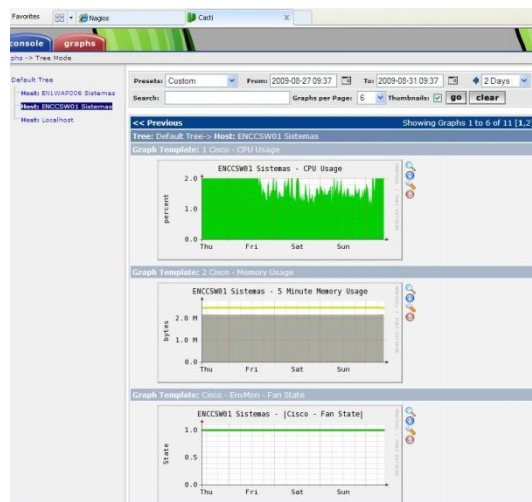 Favorites
Nagios
Cacti
console
graphs
phs -> Tree Mode
Default Tree
Host: EN1WAP006 Sistemas
Host: ENCCSW01 Sistemas
Host: Localhost
Presets: Custom From: 2009-08-27 09:37 To: 2009-08-31 09:37 2 Days
Search: Graphs per Page: 6 Thumbnails: go clear
<< Previous Showing Graphs 1 to 6 of 11 [1,2
Tree: Default Tree-> Host: ENCCSW01 Sistemas
Graph Template: 1 Cisco - CPU Usage
ENCCSW01 Sistemas - CPU Usage
percent
2.0
1.0
0.0
Thu Fri Sat Sun
Graph Template: 2 Cisco - Memory Usage
ENCCSW01 Sistemas - 5 Minute Memory Usage
bytes
2.0 M
1.0 M
0.0
Thu Fri Sat Sun
Graph Template: Cisco - EnvMon - Fan State
ENCCSW01 Sistemas - |Cisco - Fan State|
State
1.0
0.5
0.0
Thu Fri Sat Sun